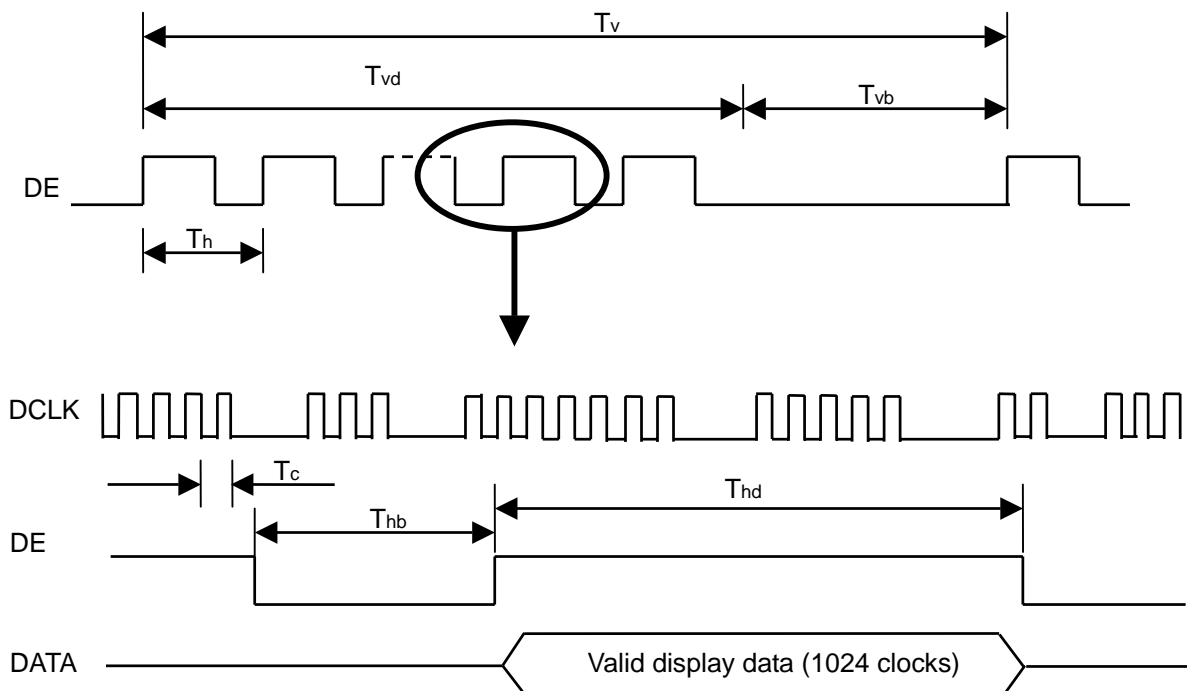 Tv
Tvd
Tvb
DE
Th
DCLK
Tc
Thd
Thb
DE
DATA
Valid display data (1024 clocks)